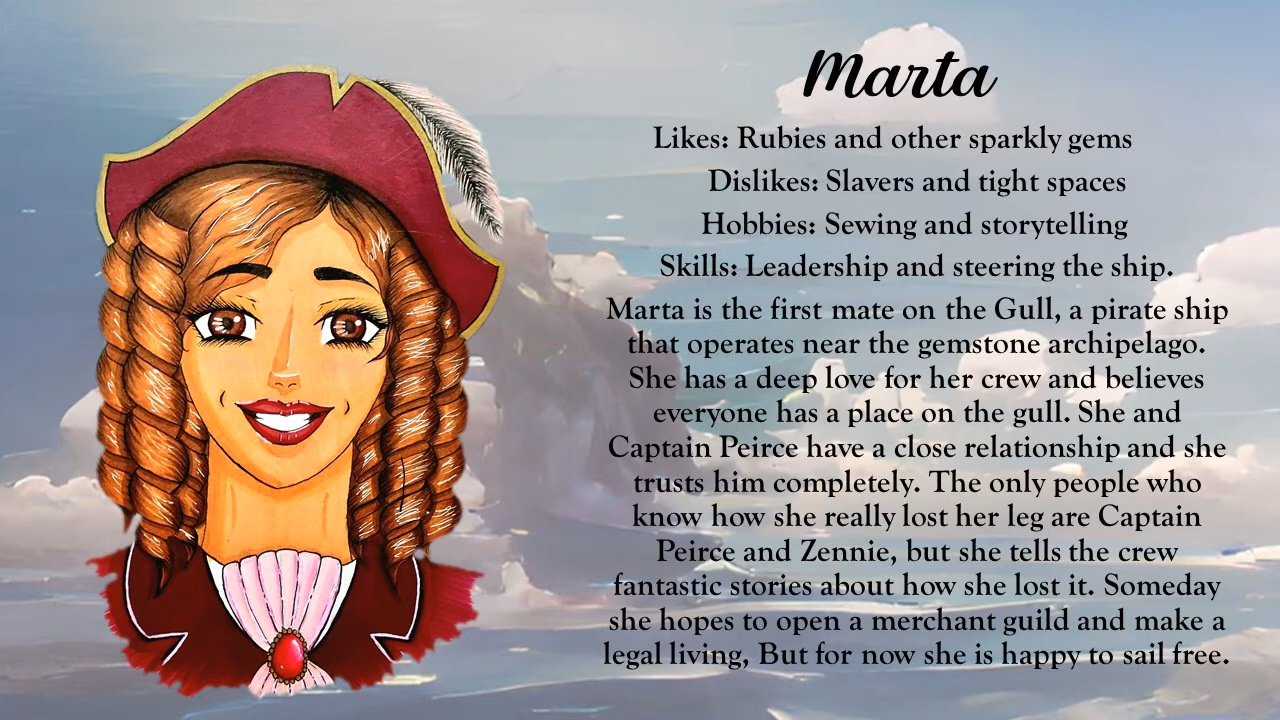 Marta
Likes: Rubies and other sparkly gems
Dislikes: Slavers and tight spaces
Hobbies: Sewing and storytelling
Skills: Leadership and steering the ship.
Marta is the first mate on the Gull, a pirate ship
that operates near the gemstone archipelago.
She has a deep love for her crew and believes
everyone has a place on the gull. She and
Captain Peirce have a close relationship and she
trusts him completely. The only people who
know how she really lost her leg are Captain
Peirce and Zennie, but she tells the crew
fantastic stories about how she lost it. Someday
she hopes to open a merchant guild and make a
legal living, But for now she is happy to sail free.